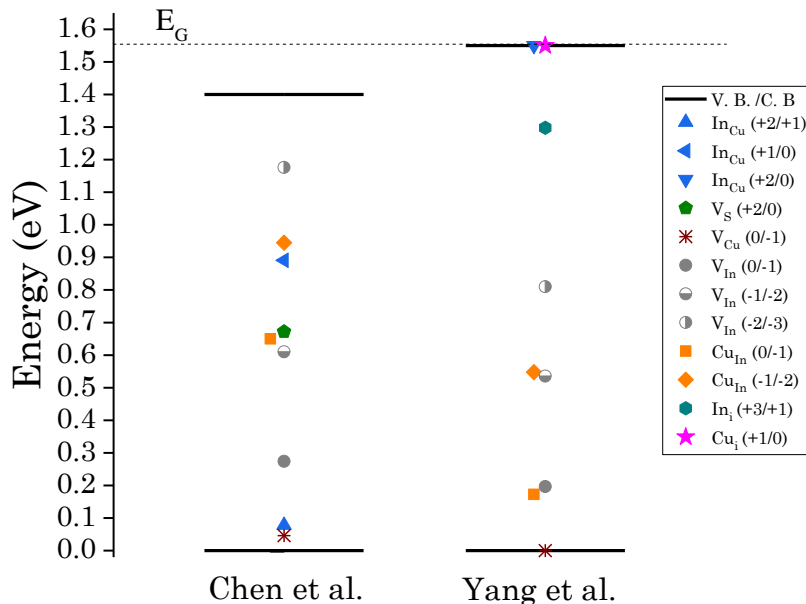 E_G
1.6
1.5
1.4
1.3
1.2
1.1
1.0
0.9
0.8
0.7
0.6
0.5
0.4
0.3
0.2
0.1
0.0
Energy (eV)
Chen et al.
Yang et al.
V. B. /C. B
In_Cu (+2/+1)
In_Cu (+1/0)
In_Cu (+2/0)
V_S (+2/0)
V_Cu (0/-1)
V_In (0/-1)
V_In (-1/-2)
V_In (-2/-3)
Cu_In (0/-1)
Cu_In (-1/-2)
In_i (+3/+1)
Cu_i (+1/0)